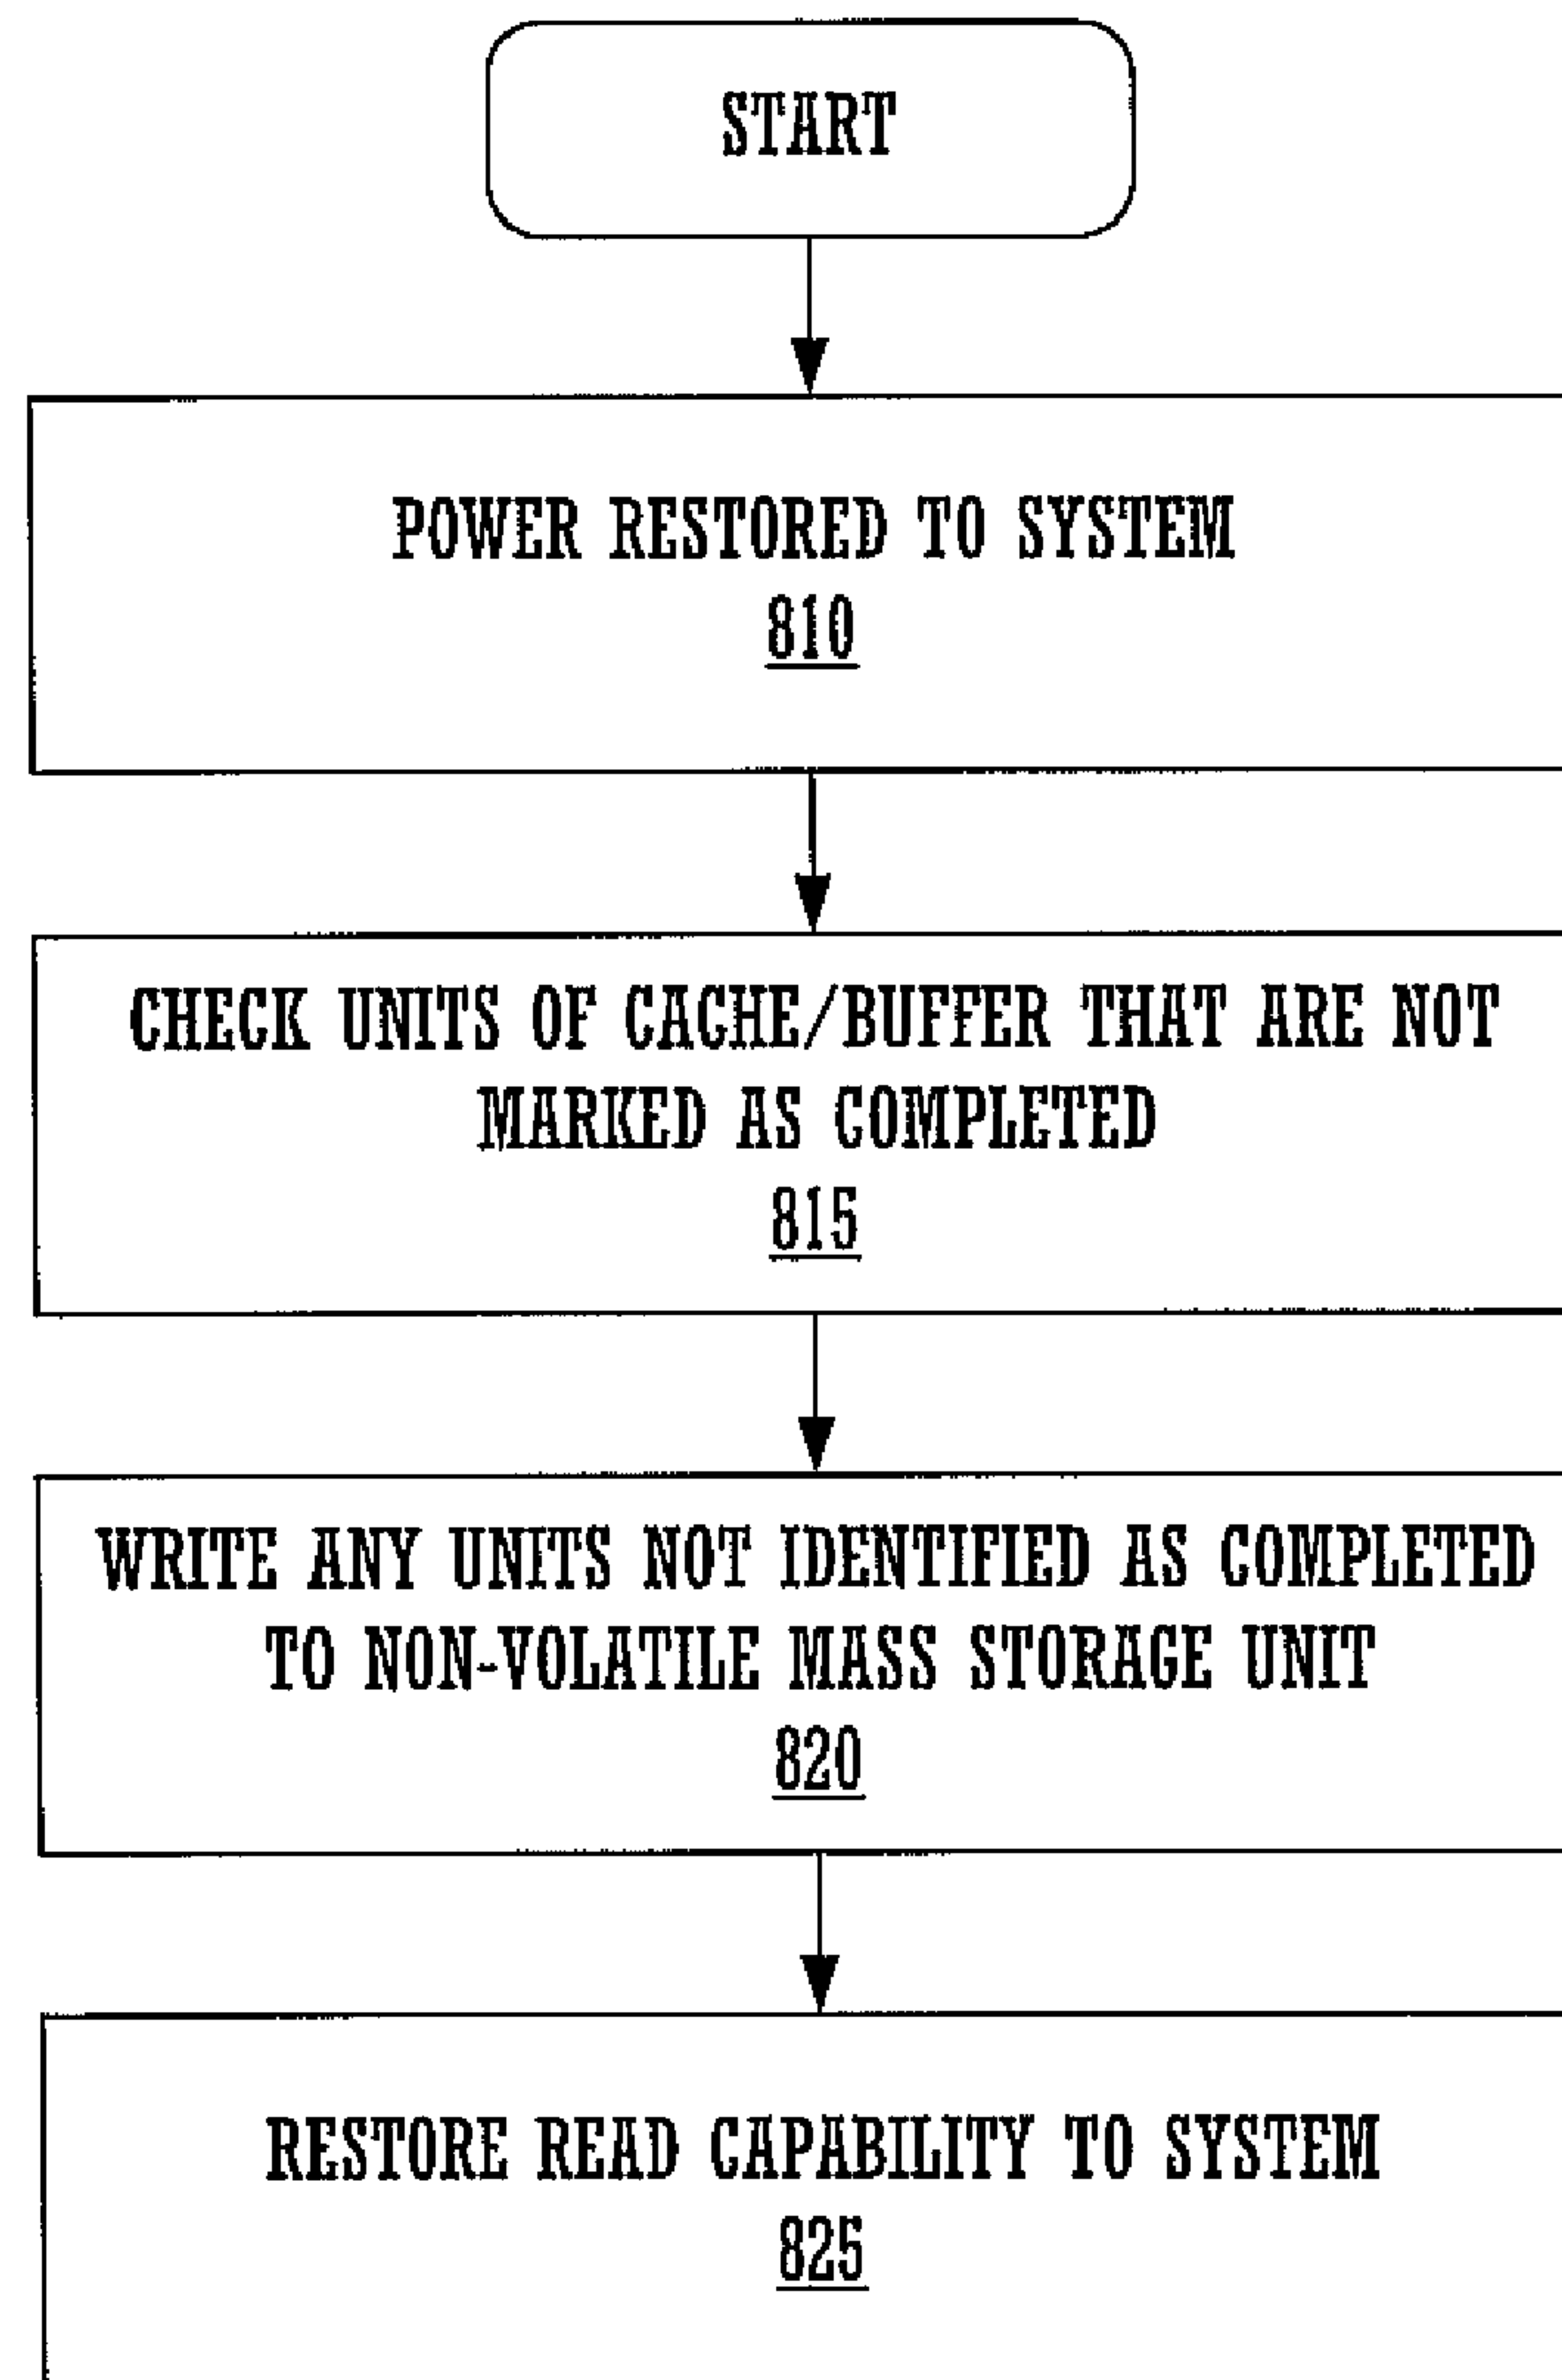 START
POWER RESTORED TO SYSTEM
810
CHECK UNITS OF CACHE/BUFFER THAT ARE NOT
MARKED AS COMPLETED
815
WRITE ANY UNITS NOT IDENTIFIED AS COMPLETED
TO NON-VOLATILE MASS STORAGE UNIT
820
RESTORE READ CAPABILITY TO SYSTEM
825